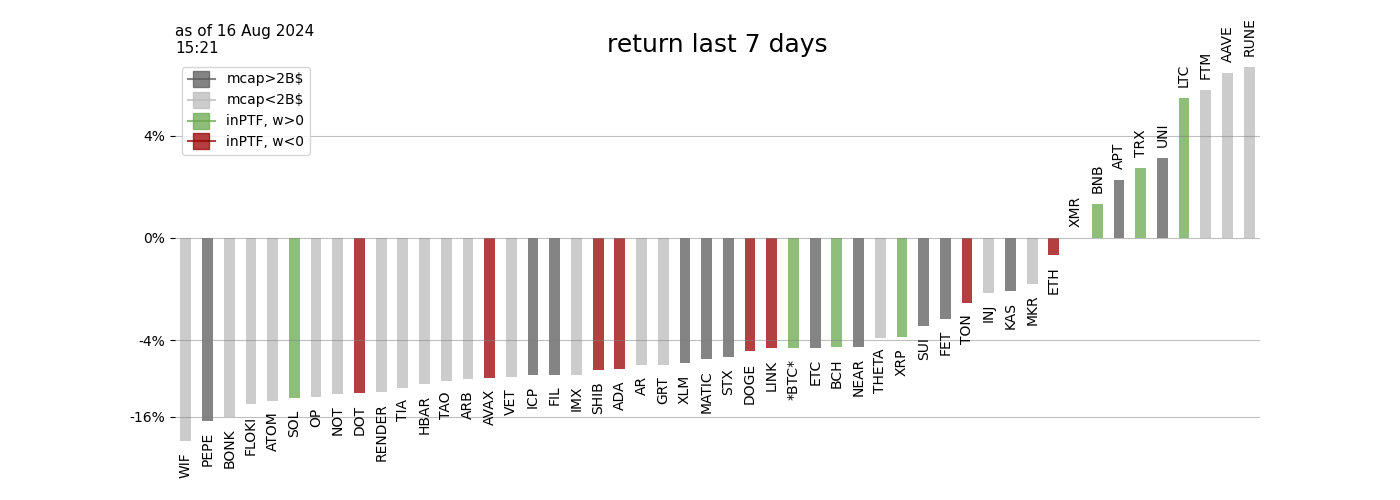 as of 16 Aug 2024
15:21
return last 7 days
mcap>2B$
mcap<2B$
inPTF, w>0
inPTF, w<0
4%
0%
-4%
-16%
WIF
PEPE
BONK
FLOKI
ATOM
SOL
OP
NOT
DOT
RENDER
TIA
HBAR
TAO
ARB
AVAX
VET
ICP
FIL
IMX
SHIB
ADA
AR
GRT
XLM
MATIC
STX
DOGE
LINK
*BTC*
ETC
BCH
NEAR
THETA
XRP
SUI
FET
TON
INJ
KAS
MKR
ETH
XMR
BNB
APT
TRX
UNI
LTC
FTM
AAVE
RUNE